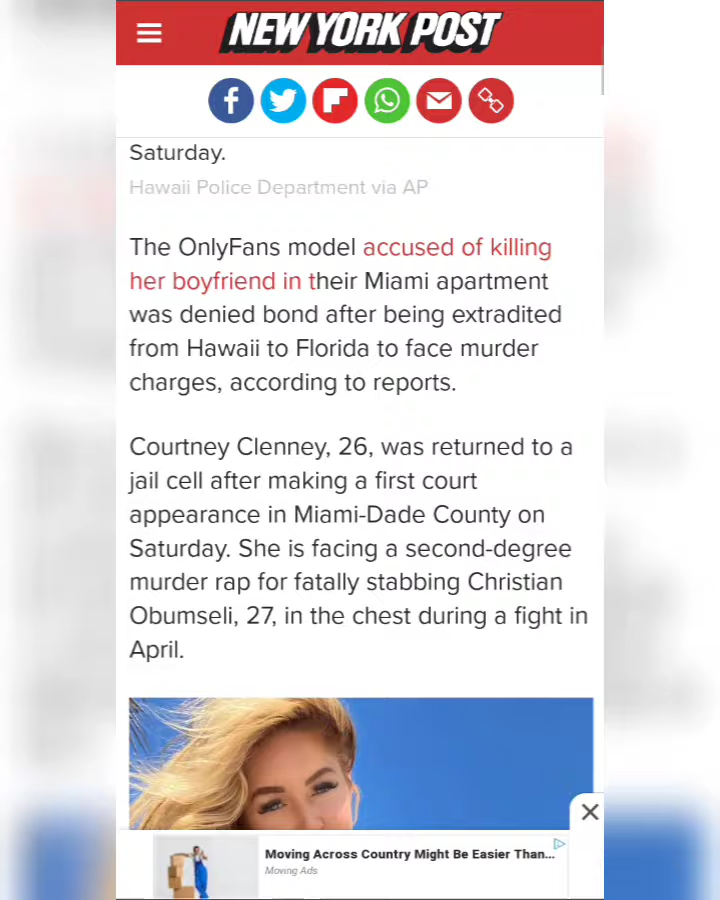 NEW YORK POST
Saturday.
Hawaii Police Department via AP
The OnlyFans model accused of killing
her boyfriend in their Miami apartment
was denied bond after being extradited
from Hawaii to Florida to face murder
charges, according to reports.
Courtney Clenney, 26, was returned to a
jail cell after making a first court
appearance in Miami-Dade County on
Saturday. She is facing a second-degree
murder rap for fatally stabbing Christian
Obumseli, 27, in the chest during a fight in
April.
Moving Across Country Might Be Easier Than...
Moving Ads